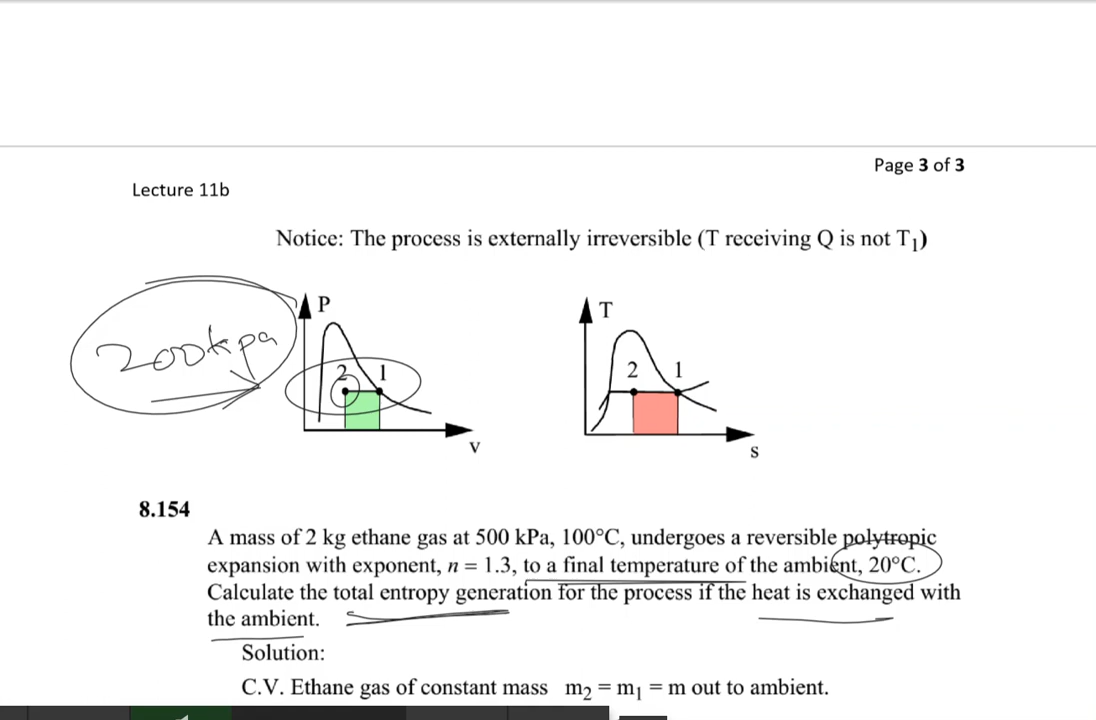 Page 3 of 3
Lecture 11b
Notice: The process is externally irreversible (T receiving Q is not T1)
200kpa
P
2 1
v
T
2 1
s
8.154
A mass of 2 kg ethane gas at 500 kPa, 100°C, undergoes a reversible polytropic
expansion with exponent, n = 1.3, to a final temperature of the ambient, 20°C.
Calculate the total entropy generation for the process if the heat is exchanged with
the ambient.
Solution:
C.V. Ethane gas of constant mass m2 = m1 = m out to ambient.